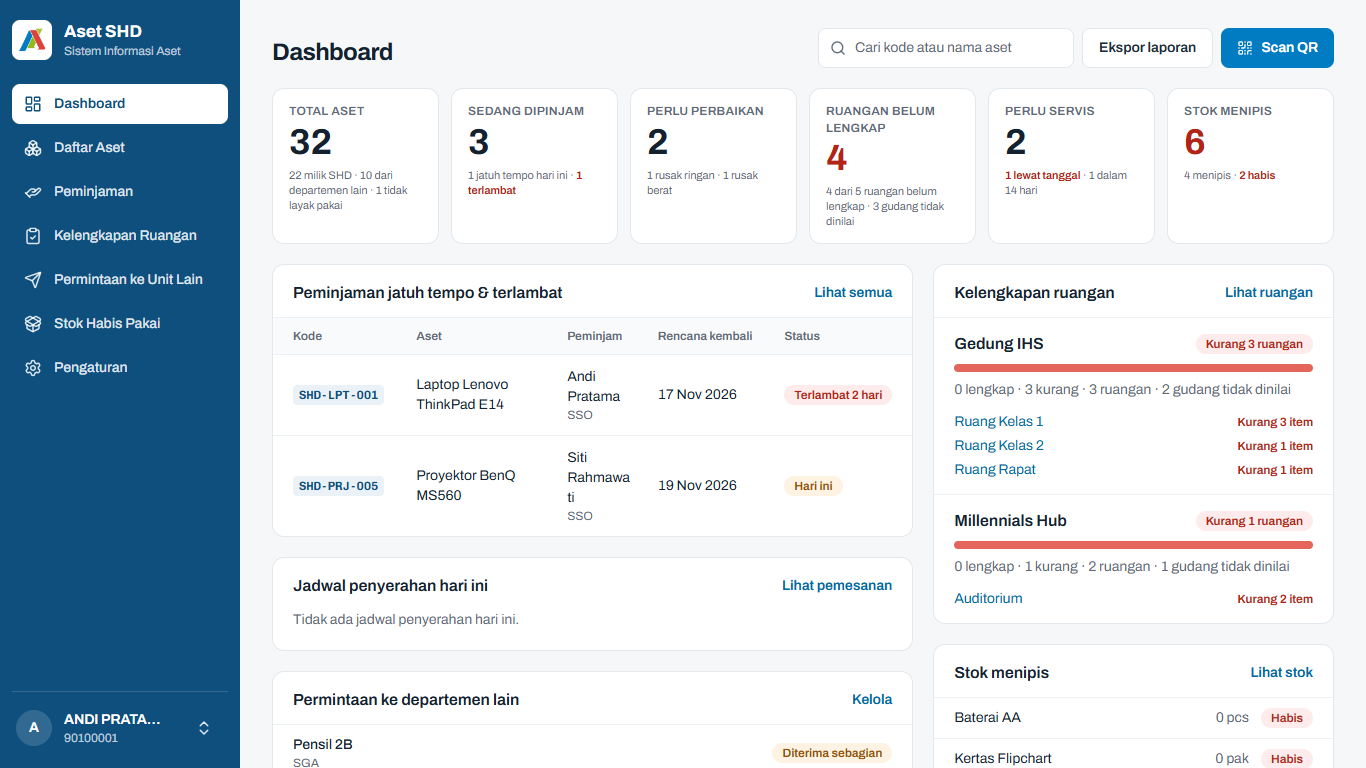 Aset SHD
Sistem Informasi Aset
Dashboard
Daftar Aset
Peminjaman
Kelengkapan Ruangan
Permintaan ke Unit Lain
Stok Habis Pakai
Pengaturan
A
ANDI PRATA...
90100001
Dashboard
Cari kode atau nama aset
Ekspor laporan
Scan QR
TOTAL ASET
32
22 milik SHD · 10 dari
departemen lain · 1 tidak
layak pakai
SEDANG DIPINJAM
3
1 jatuh tempo hari ini · 1
terlambat
PERLU PERBAIKAN
2
1 rusak ringan · 1 rusak
berat
RUANGAN BELUM
LENGKAP
4
4 dari 5 ruangan belum
lengkap · 3 gudang tidak
dinilai
PERLU SERVIS
2
1 lewat tanggal · 1 dalam
14 hari
STOK MENIPIS
6
4 menipis · 2 habis
Peminjaman jatuh tempo & terlambat
Lihat semua
Kode Aset Peminjam Rencana kembali Status
SHD-LPT-001
Laptop Lenovo
ThinkPad E14
Andi
Pratama
SSO
17 Nov 2026
Terlambat 2 hari
SHD-PRJ-005
Proyektor BenQ
MS560
Siti
Rahmawa
ti
SSO
19 Nov 2026
Hari ini
Jadwal penyerahan hari ini
Lihat pemesanan
Tidak ada jadwal penyerahan hari ini.
Permintaan ke departemen lain
Kelola
Pensil 2B
SGA
Diterima sebagian
Kelengkapan ruangan
Lihat ruangan
Gedung IHS
Kurang 3 ruangan
0 lengkap · 3 kurang · 3 ruangan · 2 gudang tidak dinilai
Ruang Kelas 1 Kurang 3 item
Ruang Kelas 2 Kurang 1 item
Ruang Rapat Kurang 1 item
Millennials Hub
Kurang 1 ruangan
0 lengkap · 1 kurang · 2 ruangan · 1 gudang tidak dinilai
Auditorium Kurang 2 item
Stok menipis
Lihat stok
Baterai AA 0 pcs Habis
Kertas Flipchart 0 pak Habis